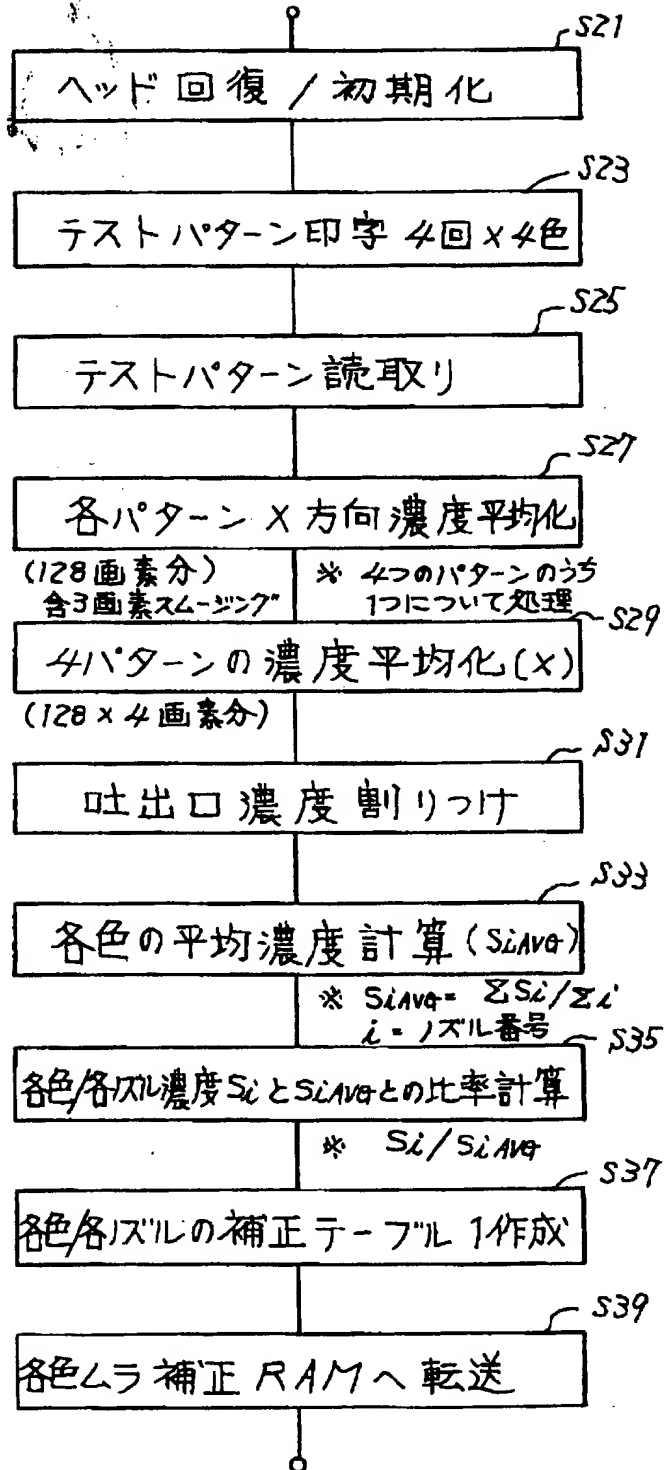 S21
ヘッド回復/初期化
S23
テストパターン印字 4回×4色
S25
テストパターン読取り
S27
各パターンX方向濃度平均化
(128画素分)
含3画素スムージング
※ 4つのパターンのうち
1つについて処理
S29
4パターンの濃度平均化(X)
(128×4画素分)
S31
吐出口濃度割りつけ
S33
各色の平均濃度計算(SiAVG)
※ SiAVG= ΣSi/Σi
i=ノズル番号
S35
各色/各ノズル濃度SiとSiAVGとの比率計算
※ Si/SiAVG
S37
各色/各ノズルの補正テーブル1作成
S39
各色ムラ補正RAMへ転送